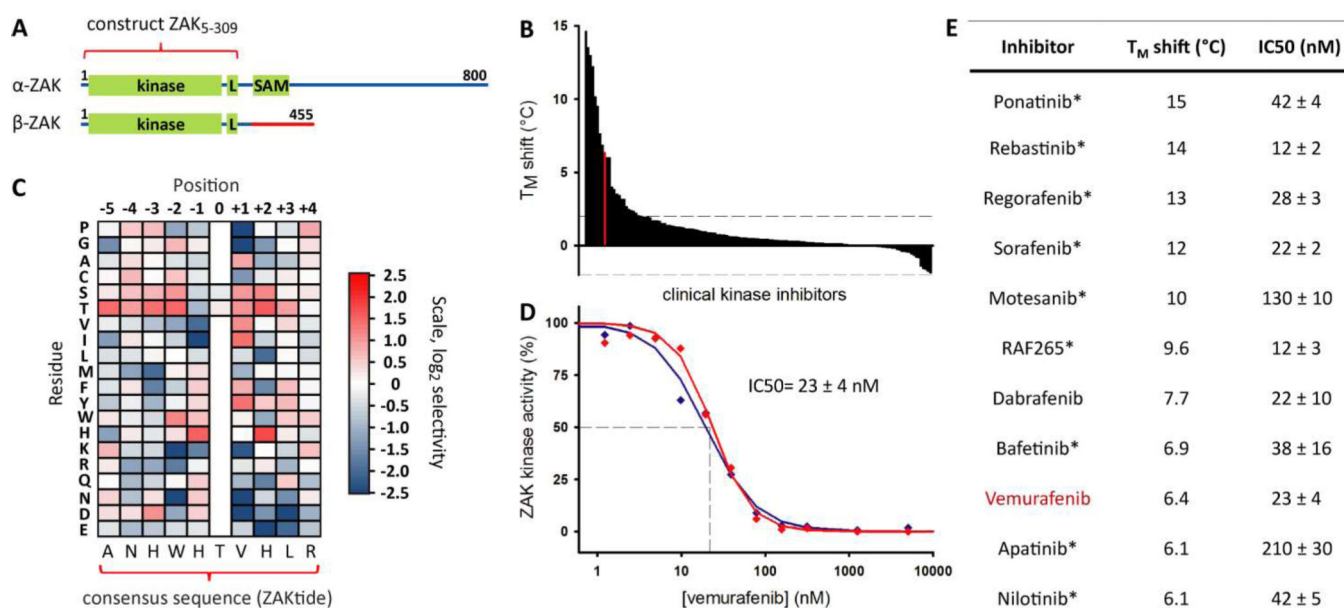 A
construct ZAK5-309
1
800
α-ZAK
kinase
L
SAM
1
455
β-ZAK
kinase
L
B
15
10
5
0
TM shift (°C)
clinical kinase inhibitors
C
Position
-5 -4 -3 -2 -1 0 +1 +2 +3 +4
Residue
P
G
A
C
S
T
V
I
L
M
F
Y
W
H
K
R
Q
N
D
E
A N H W H T V H L R
consensus sequence (ZAKtide)
2.5
2.0
1.5
1.0
0.5
0
-0.5
-1.0
-1.5
-2.0
-2.5
Scale, log2 selectivity
D
100
75
50
25
0
ZAK kinase activity (%)
IC50= 23 ± 4 nM
1 10 100 1000 10000
[vemurafenib] (nM)
E
Inhibitor TM shift (°C) IC50 (nM)
Ponatinib* 15 42 ± 4
Rebastinib* 14 12 ± 2
Regorafenib* 13 28 ± 3
Sorafenib* 12 22 ± 2
Motesanib* 10 130 ± 10
RAF265* 9.6 12 ± 3
Dabrafenib 7.7 22 ± 10
Bafetinib* 6.9 38 ± 16
Vemurafenib 6.4 23 ± 4
Apatinib* 6.1 210 ± 30
Nilotinib* 6.1 42 ± 5